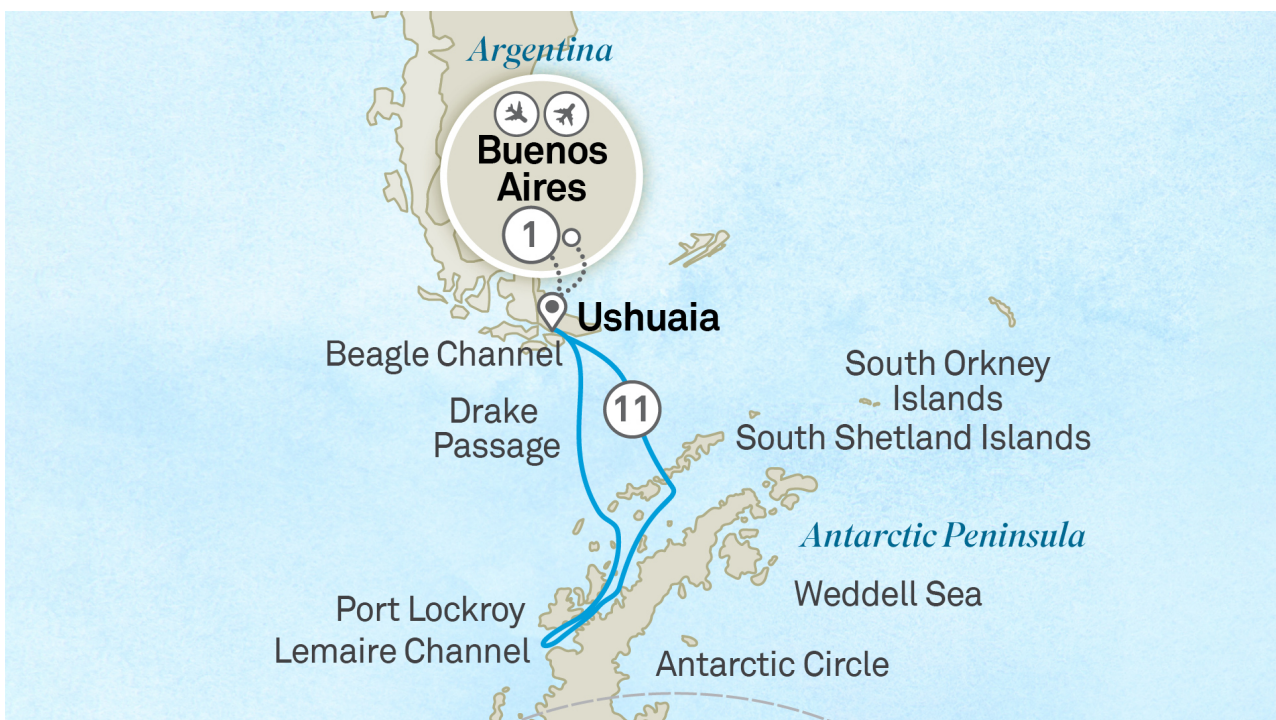 Argentina
Buenos
Aires
1
Ushuaia
Beagle Channel
South Orkney
Islands
Drake
Passage
11
South Shetland Islands
Antarctic Peninsula
Weddell Sea
Port Lockroy
Lemaire Channel
Antarctic Circle